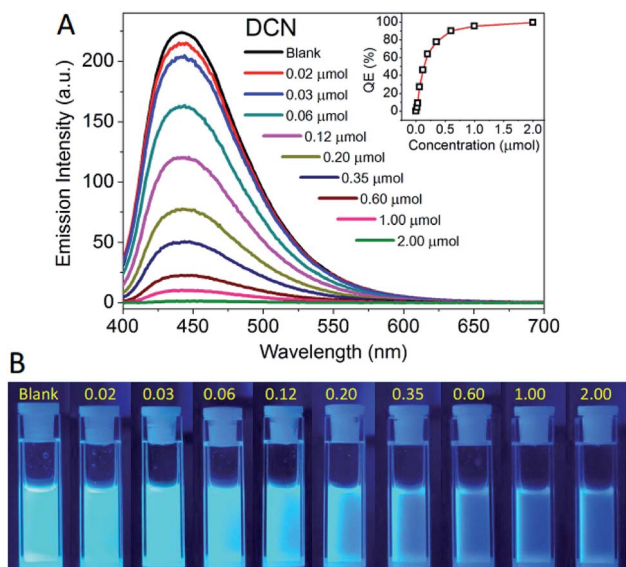 A
DCN
Blank
0.02 μmol
0.03 μmol
0.06 μmol
0.12 μmol
0.20 μmol
0.35 μmol
0.60 μmol
1.00 μmol
2.00 μmol
Emission Intensity (a.u.)
200
150
100
50
0
400 450 500 550 600 650 700
Wavelength (nm)
QE (%)
100
80
60
40
20
0
0.0 0.5 1.0 1.5 2.0
Concentration (μmol)
B
Blank 0.02 0.03 0.06 0.12 0.20 0.35 0.60 1.00 2.00